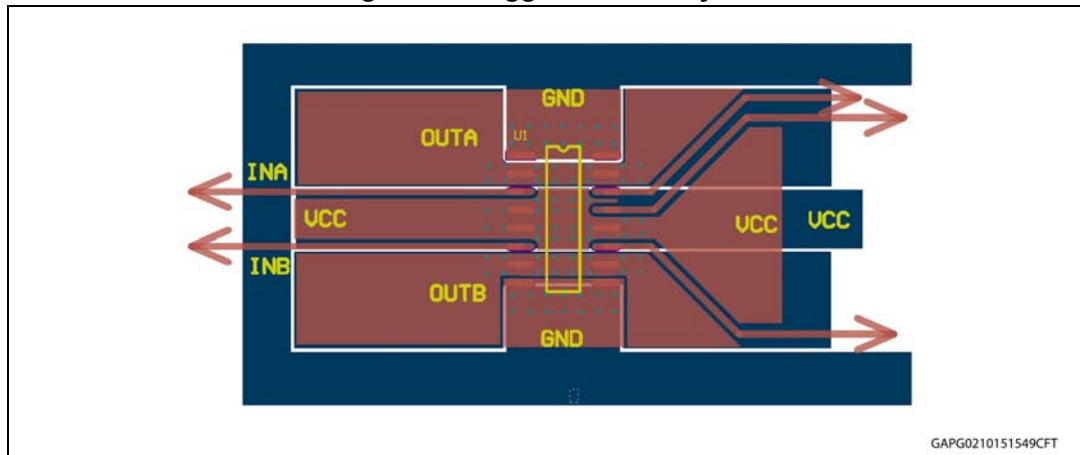 GND
U1
OUTA
INA
VCC
VCC
VCC
INB
OUTB
GND
GAPG0210151549CFT